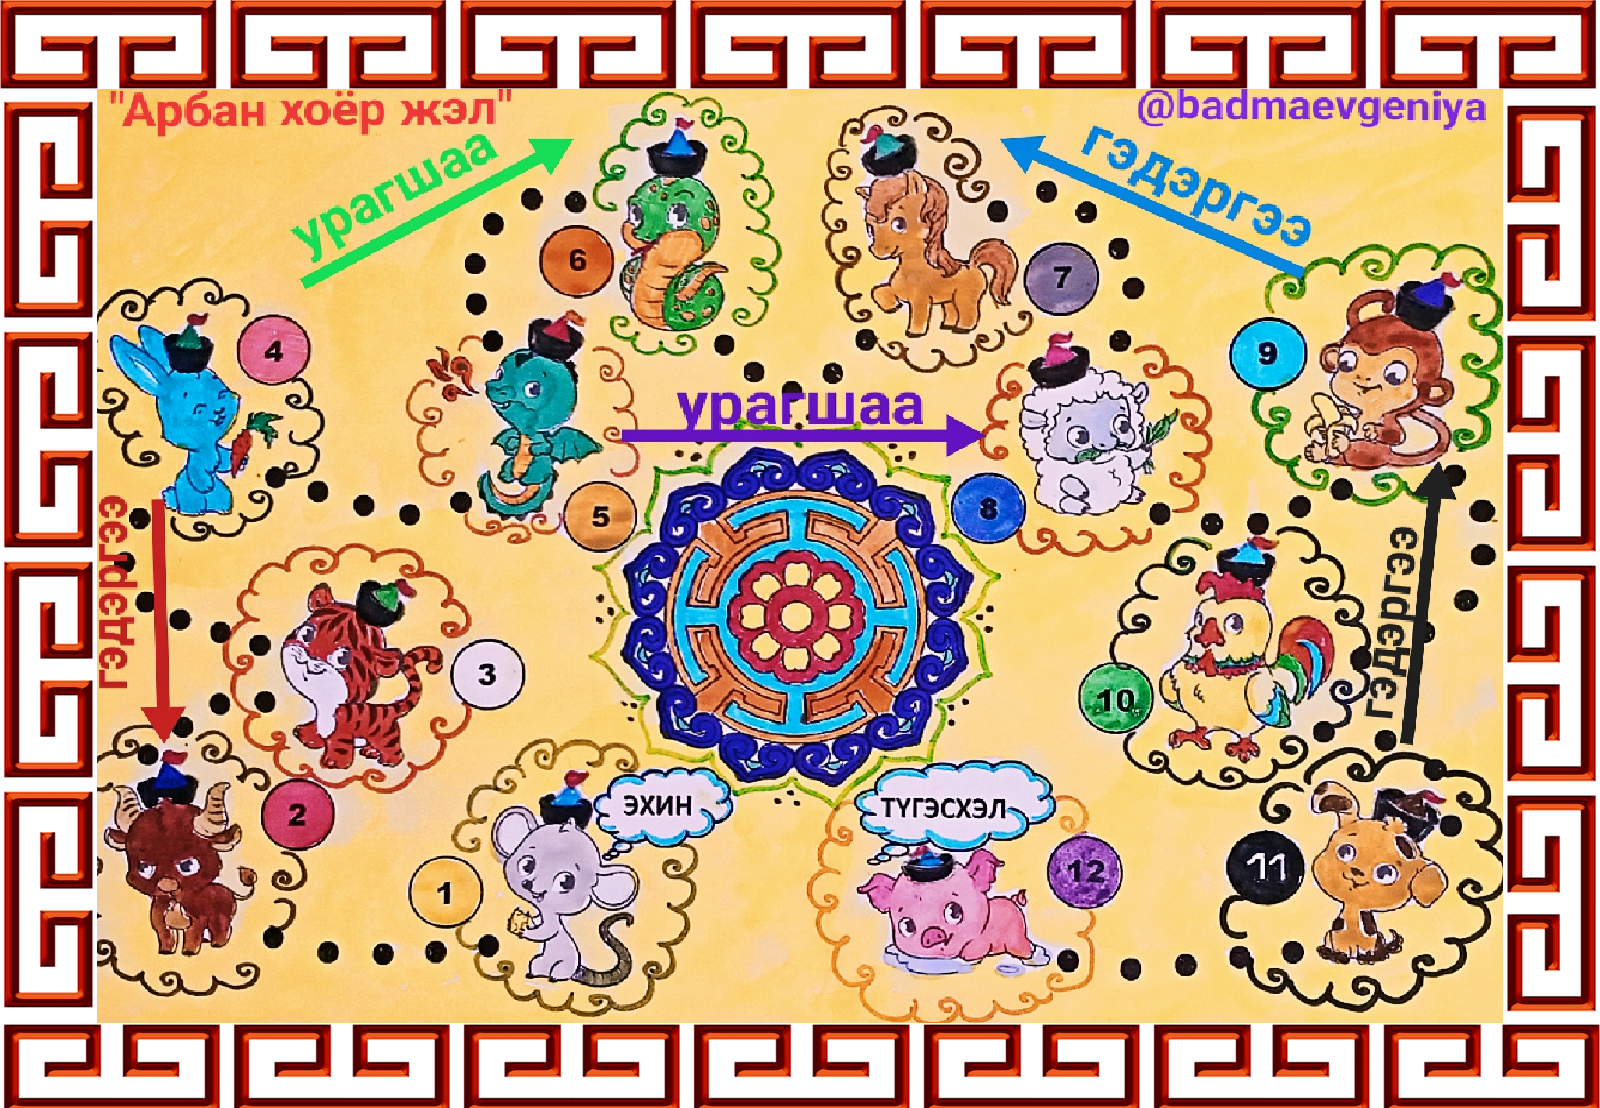 "Арбан хоёр жэл"
@badmaevgeniya
урагшаа
гэдэргээ
6
7
4
9
урагшаа
5
8
гэдэргээ
гэдэргээ
3
10
2
ЭХИН
ТҮГЭСХЭЛ
1
12
11